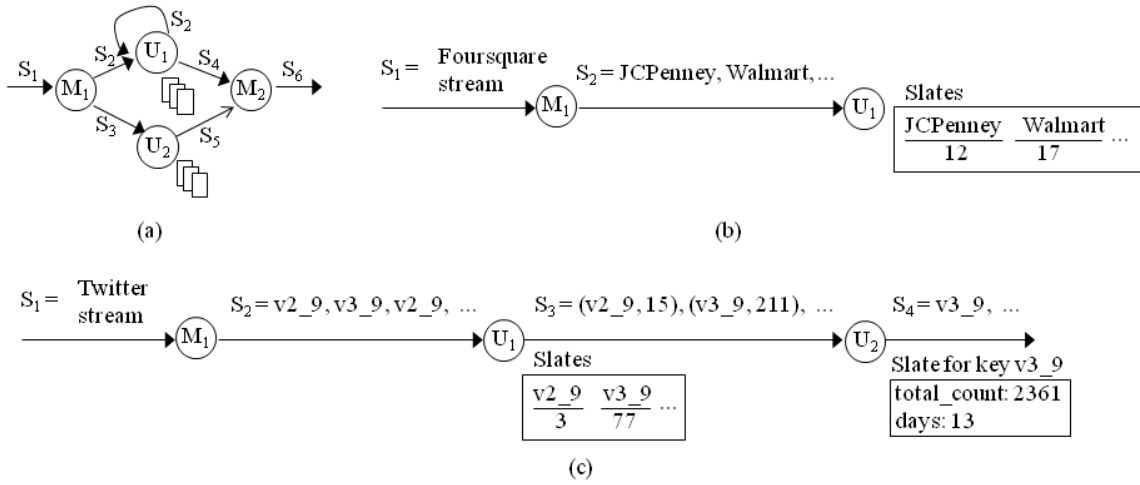 S2
S2 U1 S4
S1 S6
M1 M2
S3 S5
U2
(a)
S1 = Foursquare stream
S2 = JCPenney, Walmart, ...
M1 U1
Slates
JCPenney Walmart ...
12 17
(b)
S1 = Twitter stream
S2 = v2_9, v3_9, v2_9, ...
S3 = (v2_9, 15), (v3_9, 211), ...
S4 = v3_9, ...
M1 U1 U2
Slates
v2_9 v3_9 ...
3 77
Slate for key v3_9
total_count: 2361
days: 13
(c)